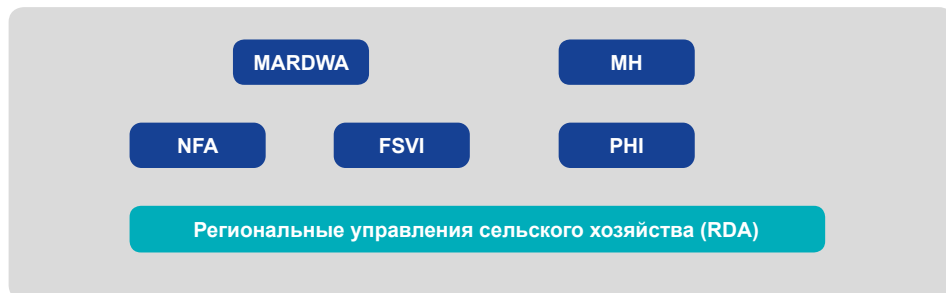 MARDWA
MH
NFA
FSVI
PHI
Региональные управления сельского хозяйства (RDA)